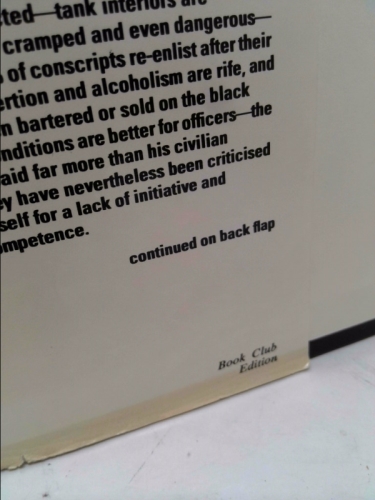 cted—tank interiors are
cramped and even dangerous—
of conscripts re-enlist after their
ertion and alcoholism are rife, and
n bartered or sold on the black
nditions are better for officers—the
aid far more than his civilian
y have nevertheless been criticised
self for a lack of initiative and
ompetence.
continued on back flap
Book Club
Edition